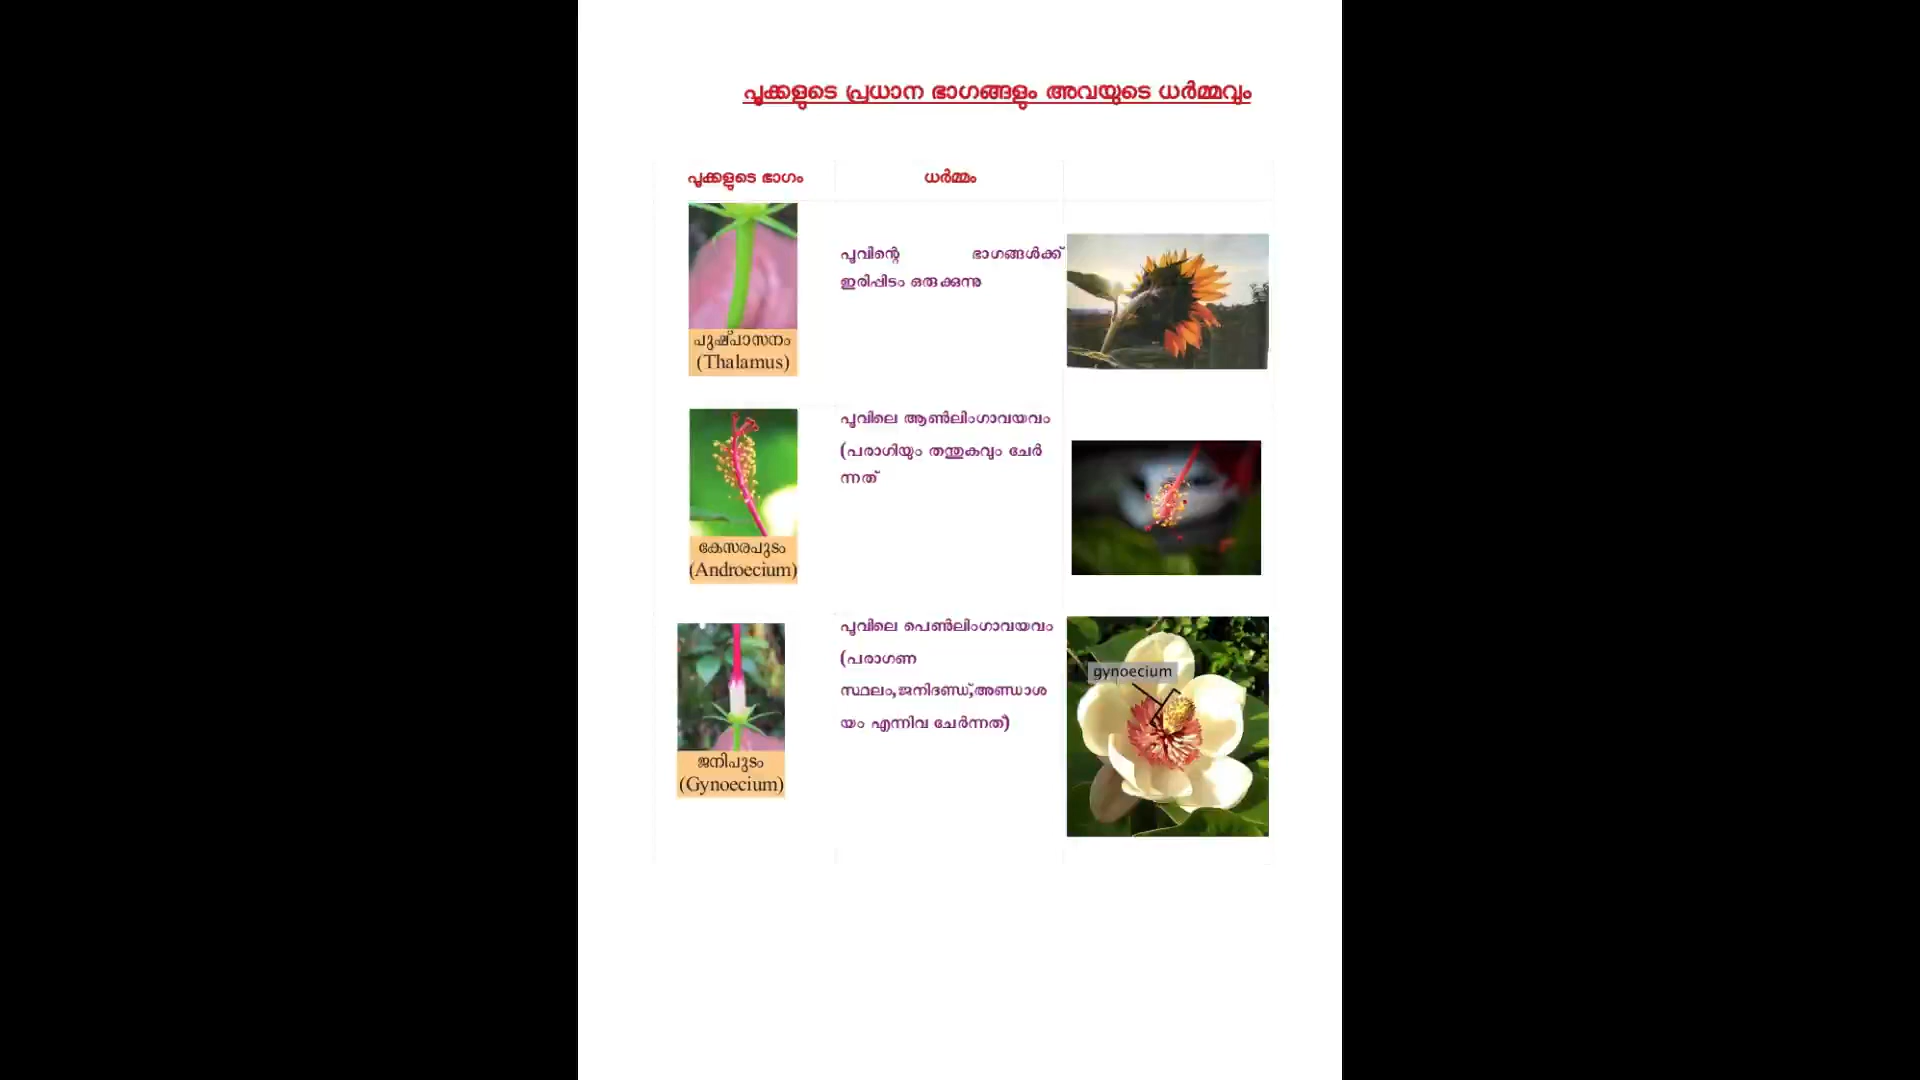 പൂക്കളുടെ പ്രധാന ഭാഗങ്ങളും അവയുടെ ധർമ്മവും
പൂക്കളുടെ ഭാഗം
ധർമ്മം
പൂവിന്റെ ഭാഗങ്ങൾക്ക്
ഇരിപ്പിടം ഒരുക്കുന്നു
പുഷ്പാസനം
(Thalamus)
പൂവിലെ ആൺലിംഗാവയവം
(പരാഗിയും തന്തുകവും ചേർ
ന്നത്
കേസരപുടം
(Androecium)
പൂവിലെ പെൺലിംഗാവയവം
(പരാഗണ
സ്ഥലം,ജനിദണ്ഡ്,അണ്ഡാശ
യം എന്നിവ ചേർന്നത്)
ജനിപുടം
(Gynoecium)
gynoecium